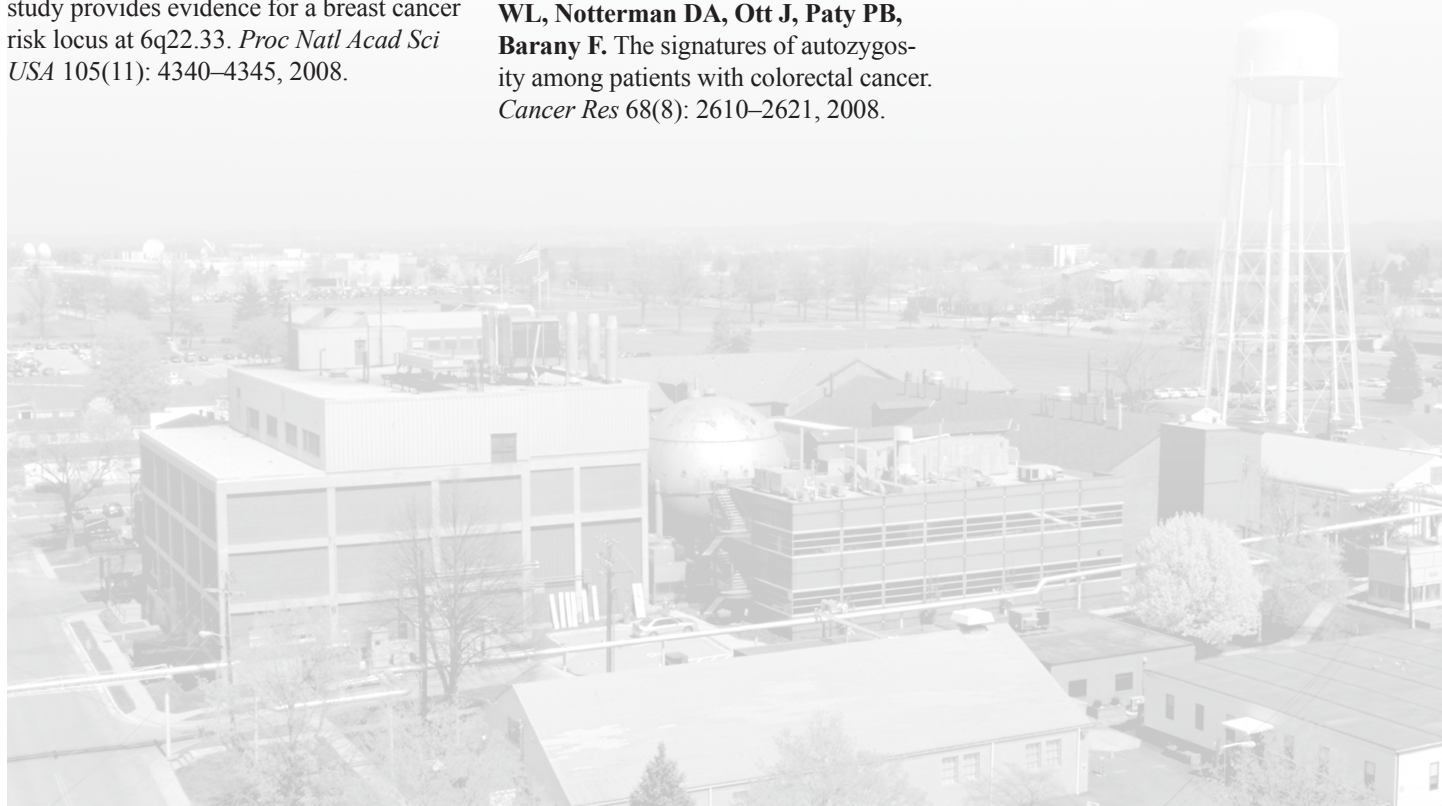 study provides evidence for a breast cancer
risk locus at 6q22.33. Proc Natl Acad Sci
USA 105(11): 4340–4345, 2008.
WL, Notterman DA, Ott J, Paty PB,
Barany F. The signatures of autozygos-
ity among patients with colorectal cancer.
Cancer Res 68(8): 2610–2621, 2008.